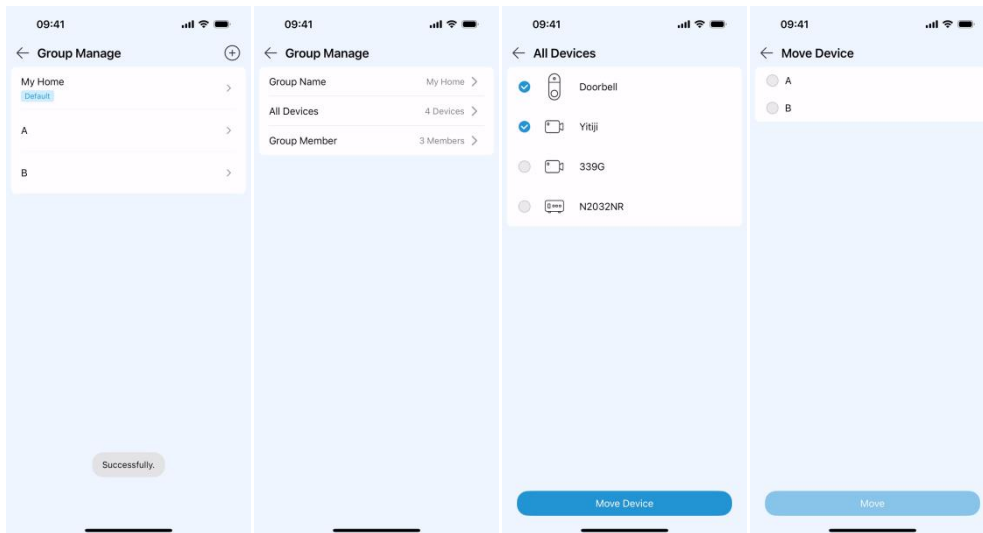 09:41
Group Manage
My Home
Default
A
B
Successfully.
09:41
Group Manage
Group Name My Home
All Devices 4 Devices
Group Member 3 Members
09:41
All Devices
Doorbell
Yitiji
339G
N2032NR
Move Device
09:41
Move Device
A
B
Move